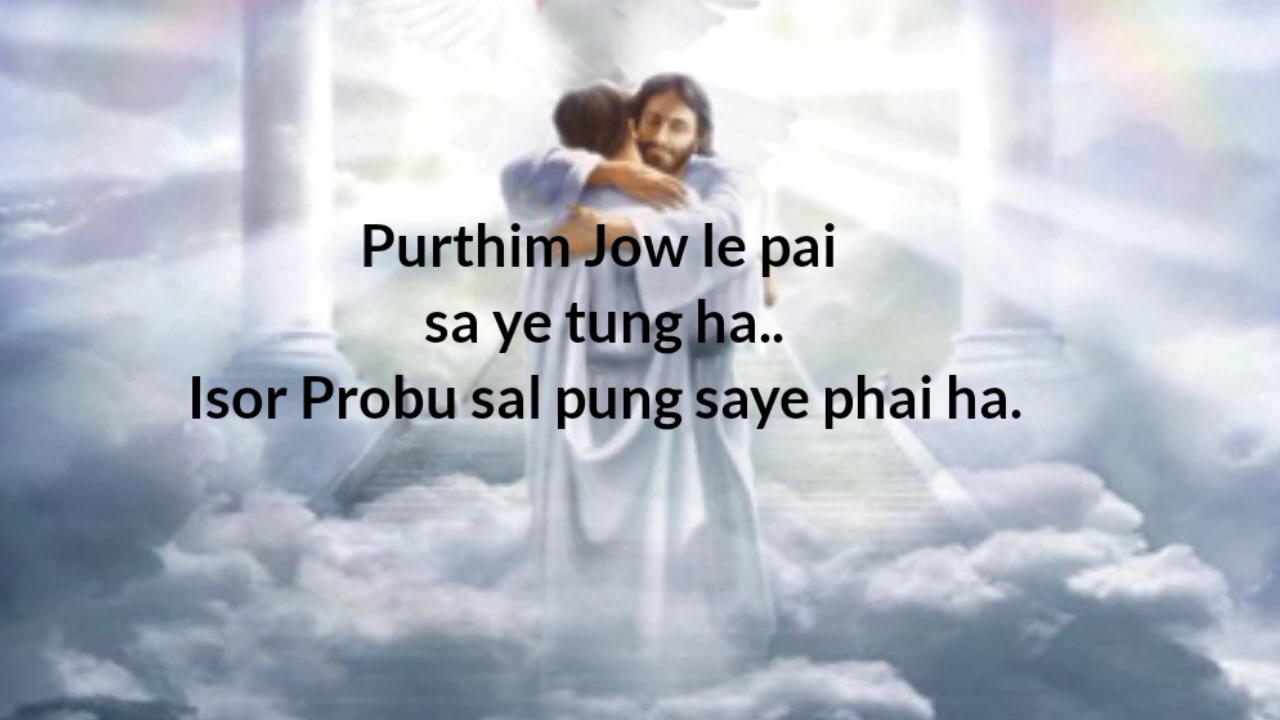 Purthim Jow le pai
sa ye tung ha..
Isor Probu sal pung saye phai ha.